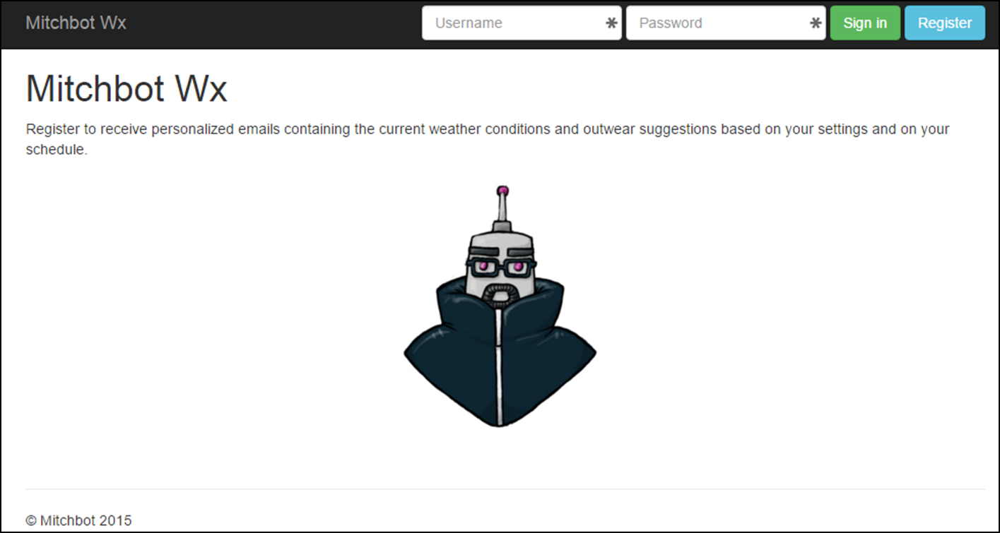 Mitchbot Wx
Username
Password
Sign in
Register
Mitchbot Wx
Register to receive personalized emails containing the current weather conditions and outwear suggestions based on your settings and on your
schedule.
© Mitchbot 2015